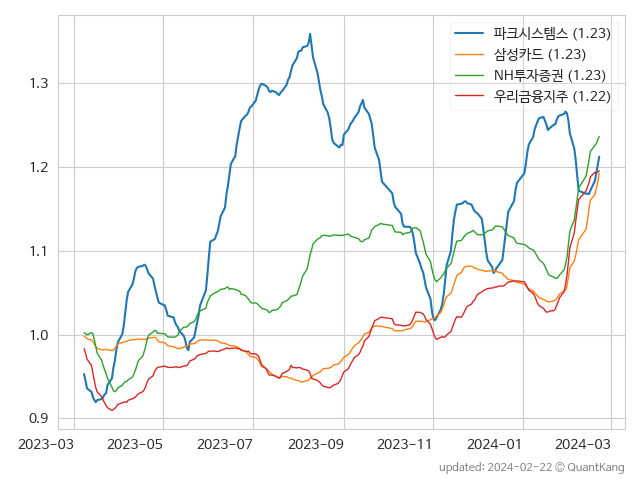 파크시스템스 (1.23)
삼성카드 (1.23)
NH투자증권 (1.23)
우리금융지주 (1.22)
1.3
1.2
1.1
1.0
0.9
2023-03 2023-05 2023-07 2023-09 2023-11 2024-01 2024-03
updated: 2024-02-22 © QuantKang